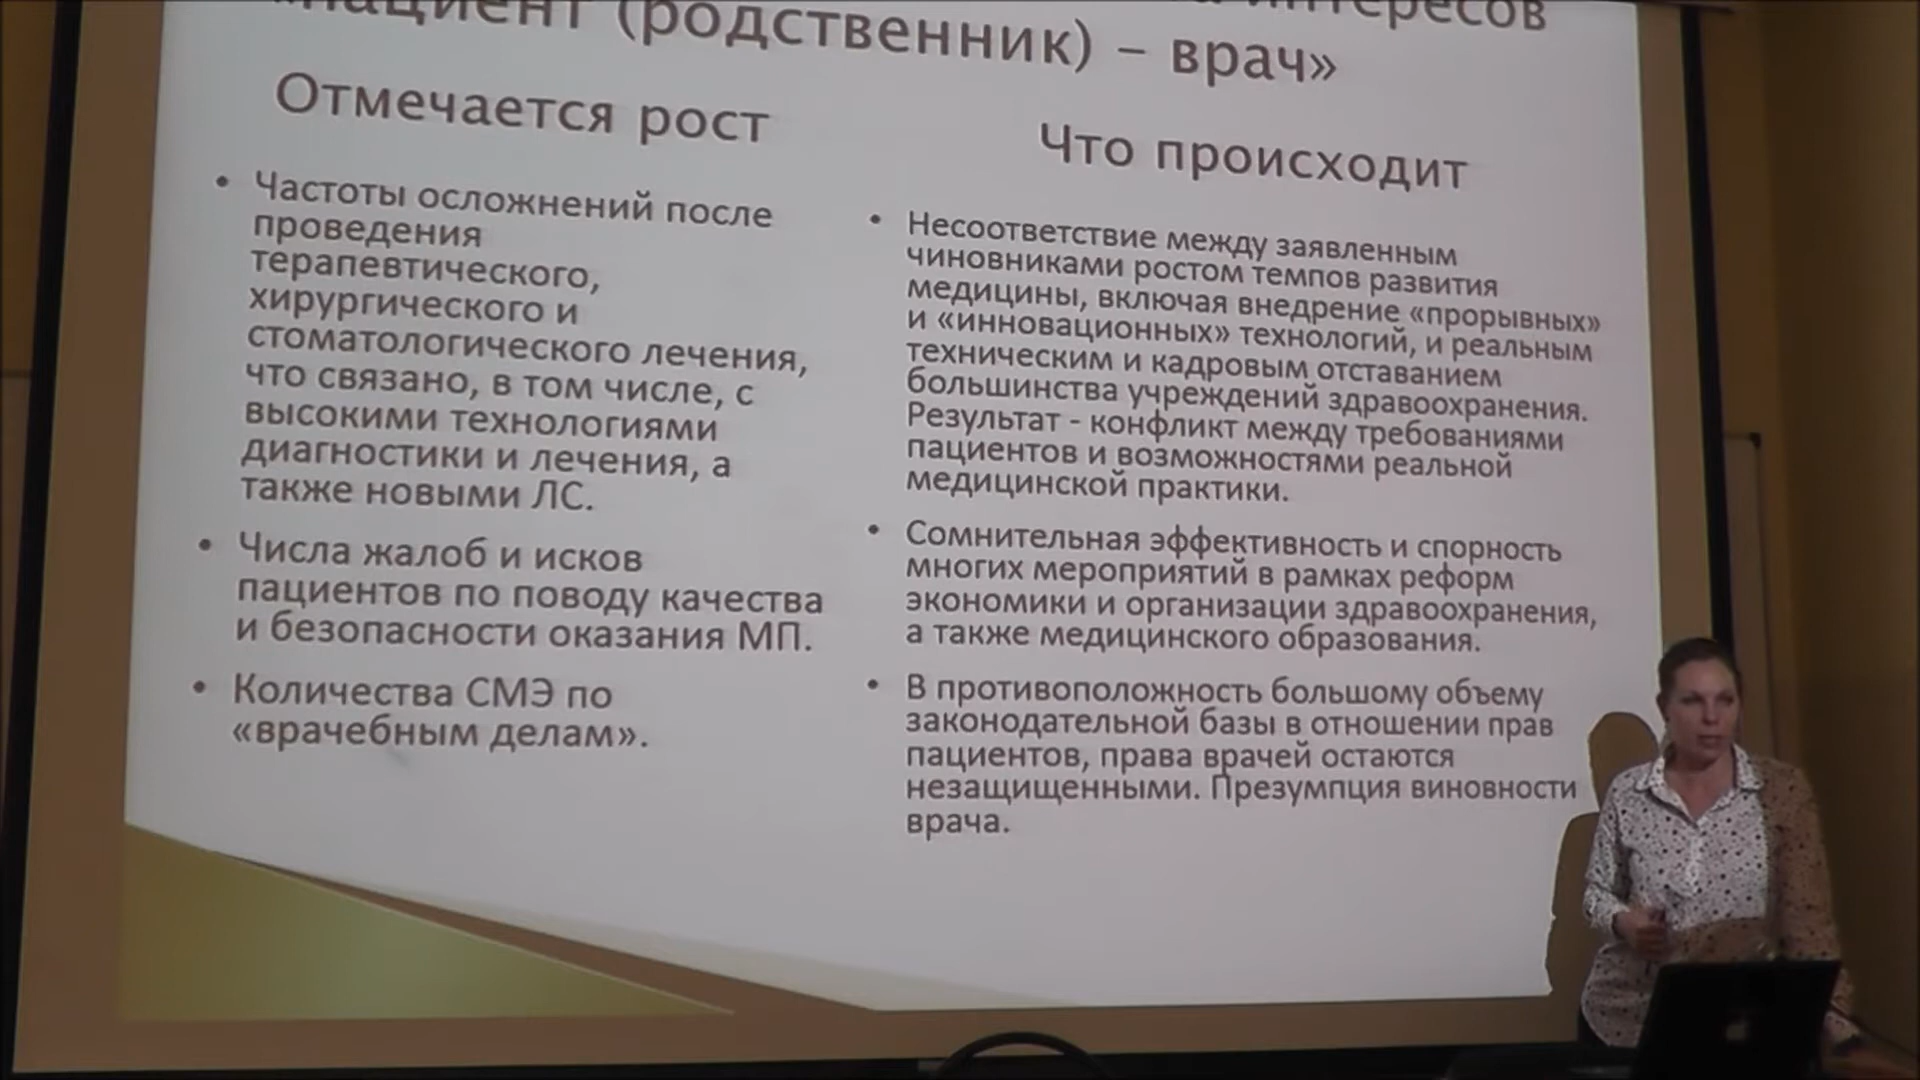 интересов
«пациент (родственник) – врач»
Отмечается рост
• Частоты осложнений после
проведения
терапевтического,
хирургического и
стоматологического лечения,
что связано, в том числе, с
высокими технологиями
диагностики и лечения, а
также новыми ЛС.
• Числа жалоб и исков
пациентов по поводу качества
и безопасности оказания МП.
• Количества СМЭ по
«врачебным делам».
Что происходит
• Несоответствие между заявленным
чиновниками ростом темпов развития
медицины, включая внедрение «прорывных»
и «инновационных» технологий, и реальным
техническим и кадровым отставанием
большинства учреждений здравоохранения.
Результат - конфликт между требованиями
пациентов и возможностями реальной
медицинской практики.
• Сомнительная эффективность и спорность
многих мероприятий в рамках реформ
экономики и организации здравоохранения,
а также медицинского образования.
• В противоположность большому объему
законодательной базы в отношении прав
пациентов, права врачей остаются
незащищенными. Презумпция виновности
врача.